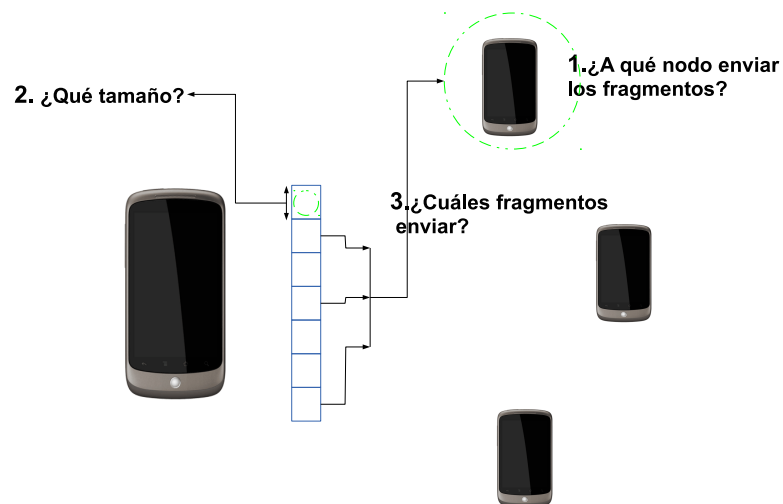 1.¿A qué nodo enviar
los fragmentos?
2. ¿Qué tamaño?
3.¿Cuáles fragmentos
enviar?